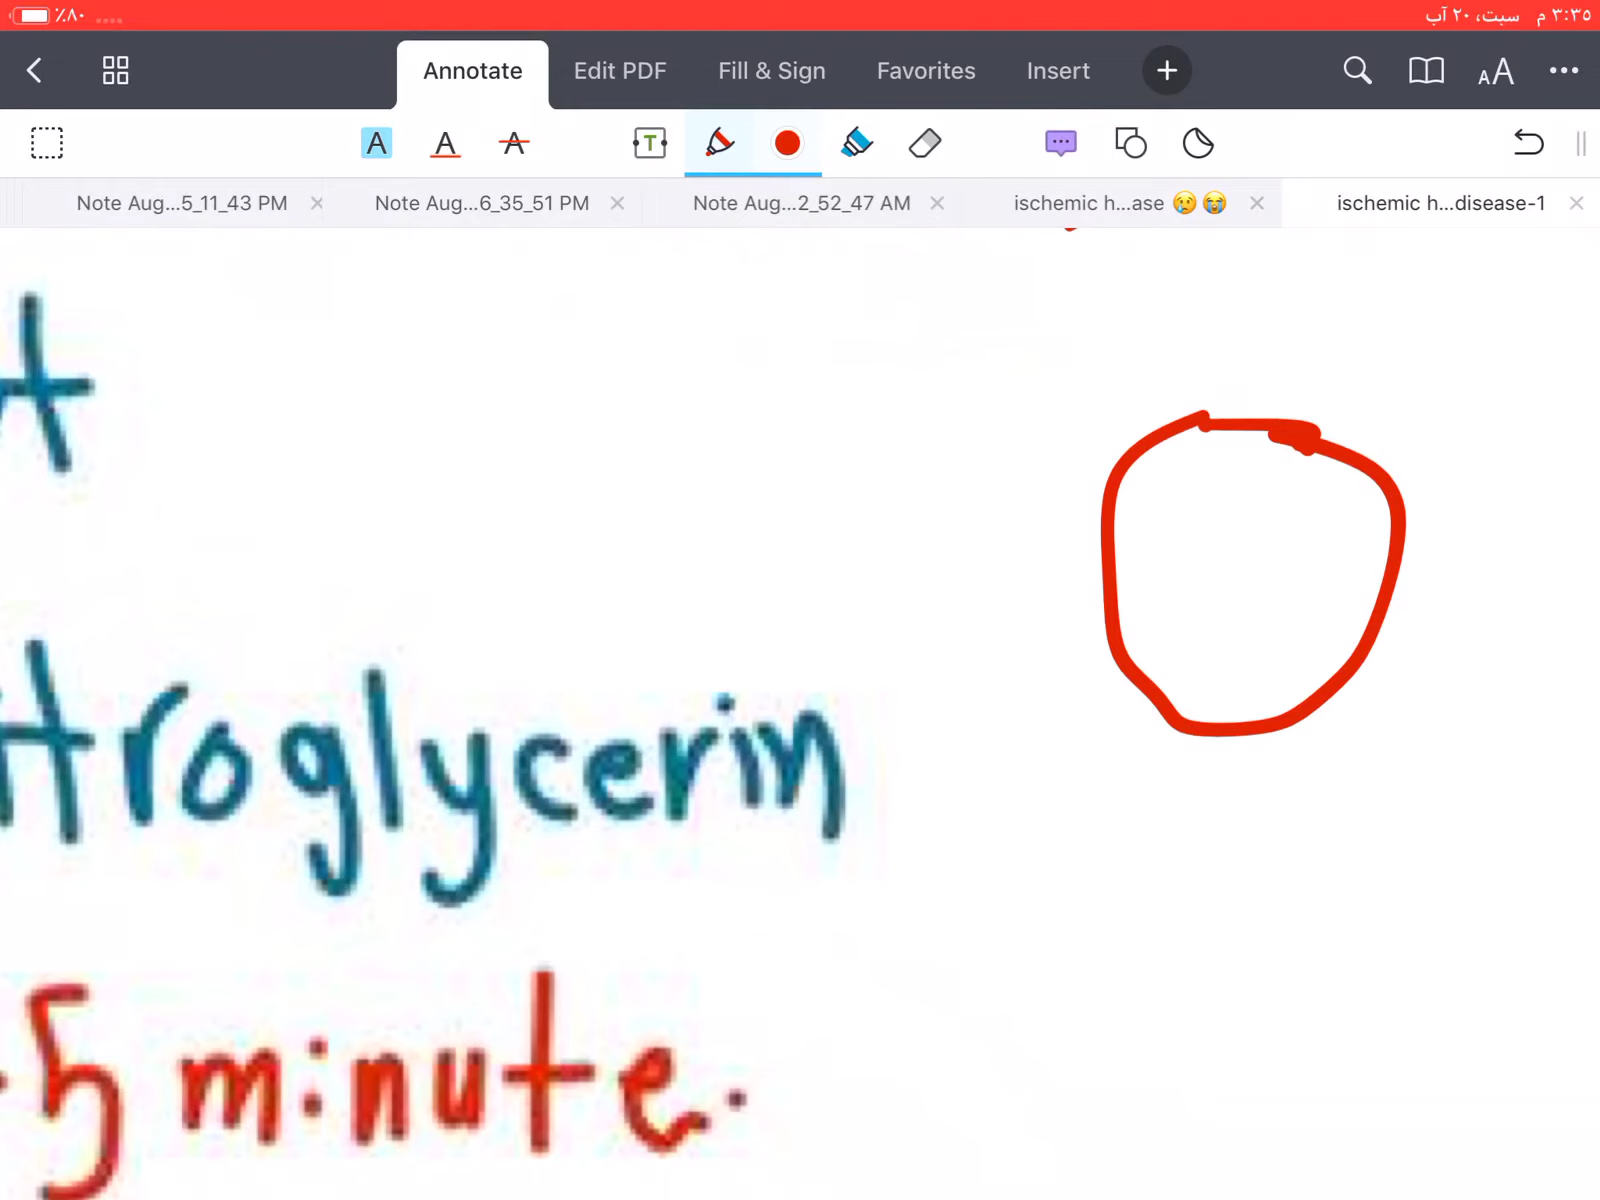 ٪٨٠ سبت، ٢٠ آب ٣:٣٥ م
Annotate Edit PDF Fill & Sign Favorites Insert
Note Aug...5_11_43 PM Note Aug...6_35_51 PM Note Aug...2_52_47 AM ischemic h...ase 😢😭 ischemic h...disease-1
t
troglycerin
5 minute.